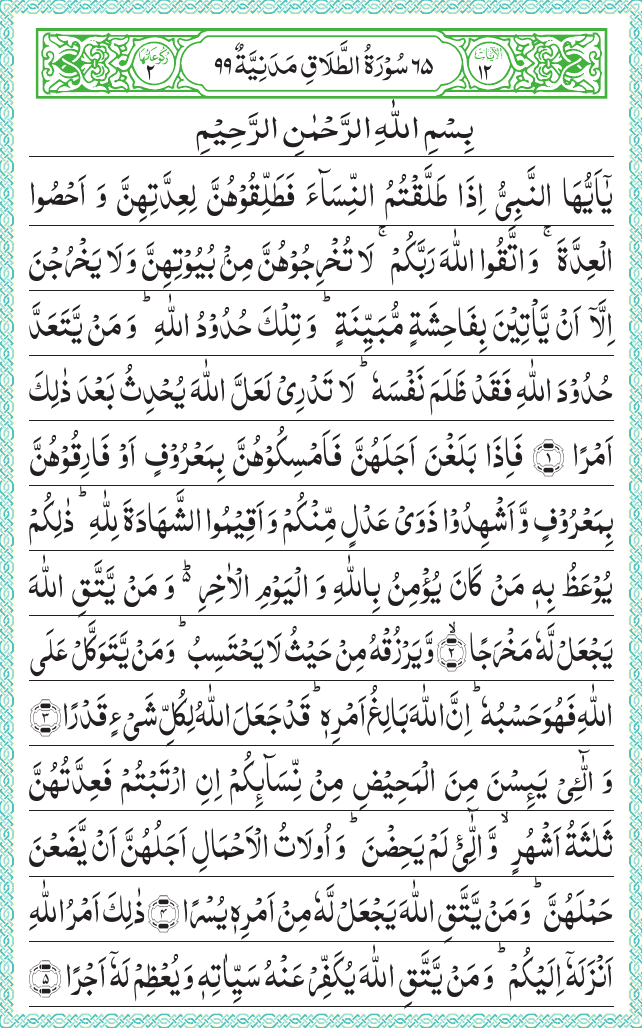 اٰیَاتُهَا ١٢ ٦٥ سُوْرَةُ الطَّلَاقِ مَدَنِيَّةٌ ٩٩ رُكُوْعَاتُهَا ٢
بِسْمِ اللّٰهِ الرَّحْمٰنِ الرَّحِيْمِ
يٰۤاَيُّهَا النَّبِيُّ اِذَا طَلَّقْتُمُ النِّسَآءَ فَطَلِّقُوْهُنَّ لِعِدَّتِهِنَّ وَ اَحْصُوا
الْعِدَّةَ ۚ وَ اتَّقُوا اللّٰهَ رَبَّكُمْ ۚ لَا تُخْرِجُوْهُنَّ مِنْۢ بُيُوْتِهِنَّ وَ لَا يَخْرُجْنَ
اِلَّاۤ اَنْ يَّاْتِيْنَ بِفَاحِشَةٍ مُّبَيِّنَةٍ ؕ وَ تِلْكَ حُدُوْدُ اللّٰهِ ؕ وَ مَنْ يَّتَعَدَّ
حُدُوْدَ اللّٰهِ فَقَدْ ظَلَمَ نَفْسَهٗ ؕ لَا تَدْرِيْ لَعَلَّ اللّٰهَ يُحْدِثُ بَعْدَ ذٰلِكَ
اَمْرًا ۝١ فَاِذَا بَلَغْنَ اَجَلَهُنَّ فَاَمْسِكُوْهُنَّ بِمَعْرُوْفٍ اَوْ فَارِقُوْهُنَّ
بِمَعْرُوْفٍ وَّ اَشْهِدُوْا ذَوَيْ عَدْلٍ مِّنْكُمْ وَ اَقِيْمُوا الشَّهَادَةَ لِلّٰهِ ؕ ذٰلِكُمْ
يُوْعَظُ بِهٖ مَنْ كَانَ يُؤْمِنُ بِاللّٰهِ وَ الْيَوْمِ الْاٰخِرِ ؕ۬ وَ مَنْ يَّتَّقِ اللّٰهَ
يَجْعَلْ لَّهٗ مَخْرَجًا ۙ۝٢ وَّ يَرْزُقْهُ مِنْ حَيْثُ لَا يَحْتَسِبُ ؕ وَ مَنْ يَّتَوَكَّلْ عَلَى
اللّٰهِ فَهُوَ حَسْبُهٗ ؕ اِنَّ اللّٰهَ بَالِغُ اَمْرِهٖ ؕ قَدْ جَعَلَ اللّٰهُ لِكُلِّ شَيْءٍ قَدْرًا ۝٣
وَ الّٰٓـِٔيْ يَىِٕسْنَ مِنَ الْمَحِيْضِ مِنْ نِّسَآىِٕكُمْ اِنِ ارْتَبْتُمْ فَعِدَّتُهُنَّ
ثَلٰثَةُ اَشْهُرٍ ۙ وَّ الّٰٓـِٔيْ لَمْ يَحِضْنَ ؕ وَ اُولَاتُ الْاَحْمَالِ اَجَلُهُنَّ اَنْ يَّضَعْنَ
حَمْلَهُنَّ ؕ وَ مَنْ يَّتَّقِ اللّٰهَ يَجْعَلْ لَّهٗ مِنْ اَمْرِهٖ يُسْرًا ۝٤ ذٰلِكَ اَمْرُ اللّٰهِ
اَنْزَلَهٗۤ اِلَيْكُمْ ؕ وَ مَنْ يَّتَّقِ اللّٰهَ يُكَفِّرْ عَنْهُ سَيِّاٰتِهٖ وَ يُعْظِمْ لَهٗۤ اَجْرًا ۝٥